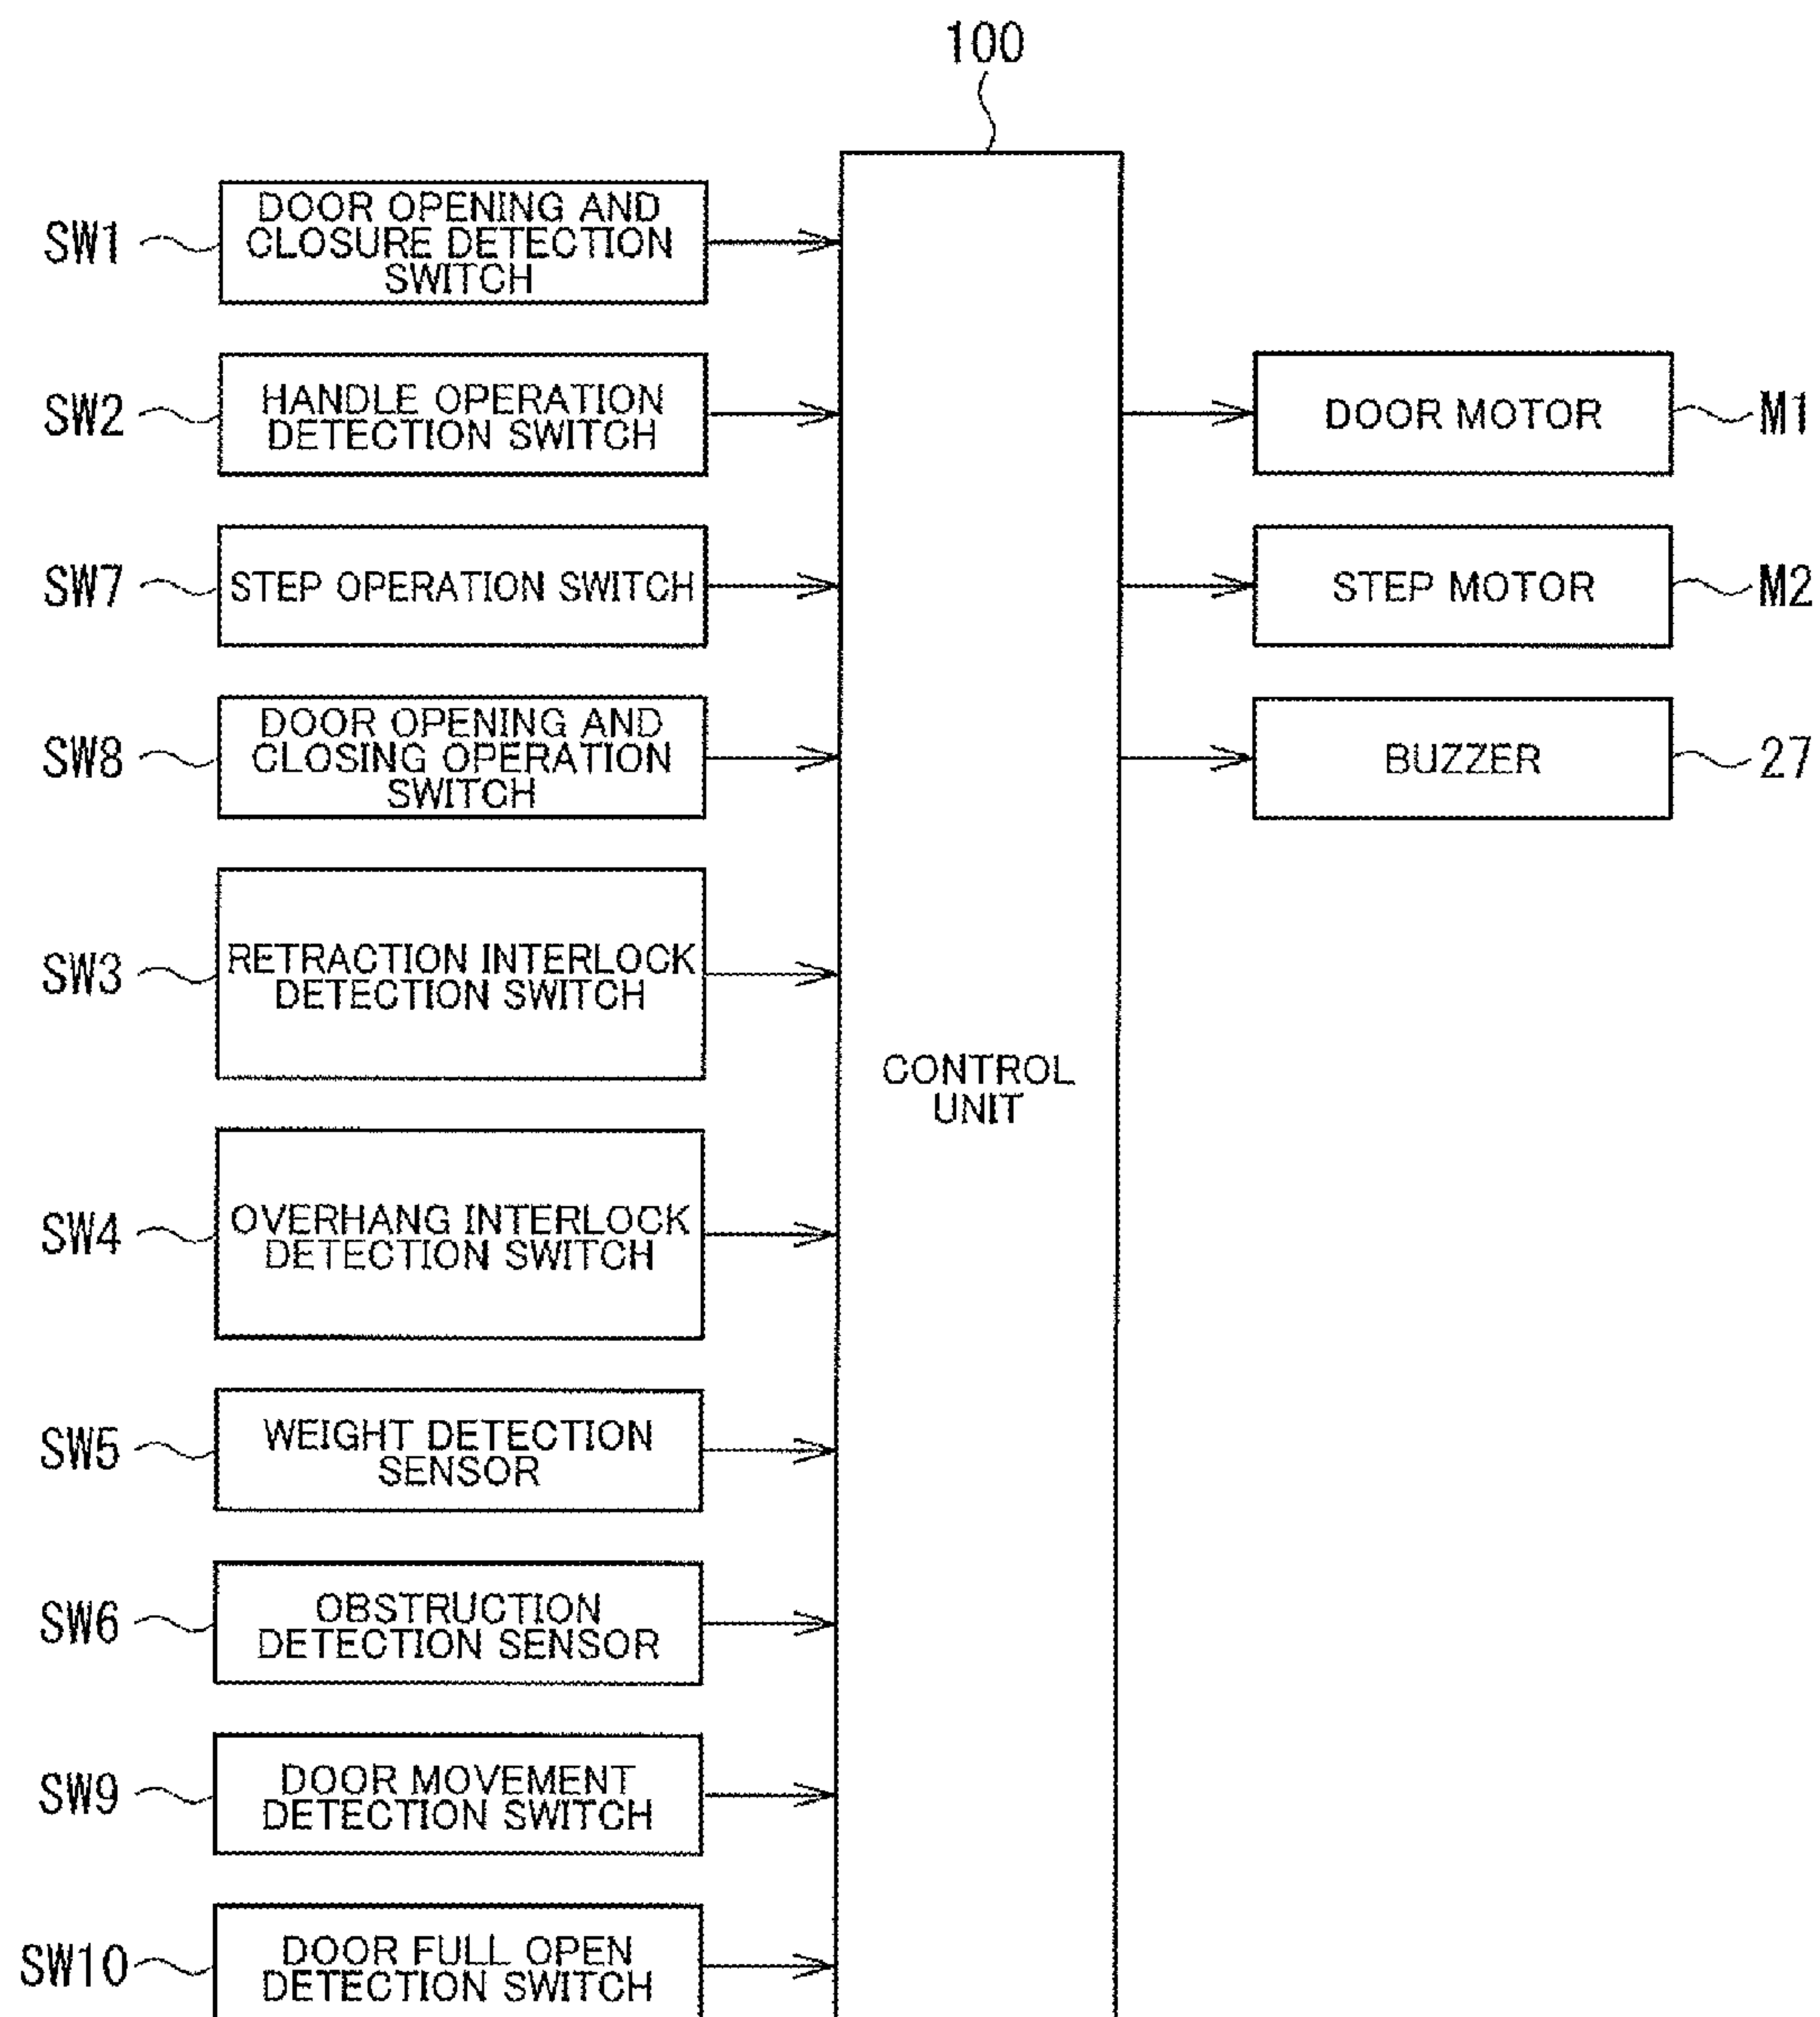 100
SW1
DOOR OPENING AND
CLOSURE DETECTION
SWITCH
SW2
HANDLE OPERATION
DETECTION SWITCH
SW7
STEP OPERATION SWITCH
SW8
DOOR OPENING AND
CLOSING OPERATION
SWITCH
SW3
RETRACTION INTERLOCK
DETECTION SWITCH
SW4
OVERHANG INTERLOCK
DETECTION SWITCH
SW5
WEIGHT DETECTION
SENSOR
SW6
OBSTRUCTION
DETECTION SENSOR
SW9
DOOR MOVEMENT
DETECTION SWITCH
SW10
DOOR FULL OPEN
DETECTION SWITCH
CONTROL
UNIT
DOOR MOTOR
M1
STEP MOTOR
M2
BUZZER
27